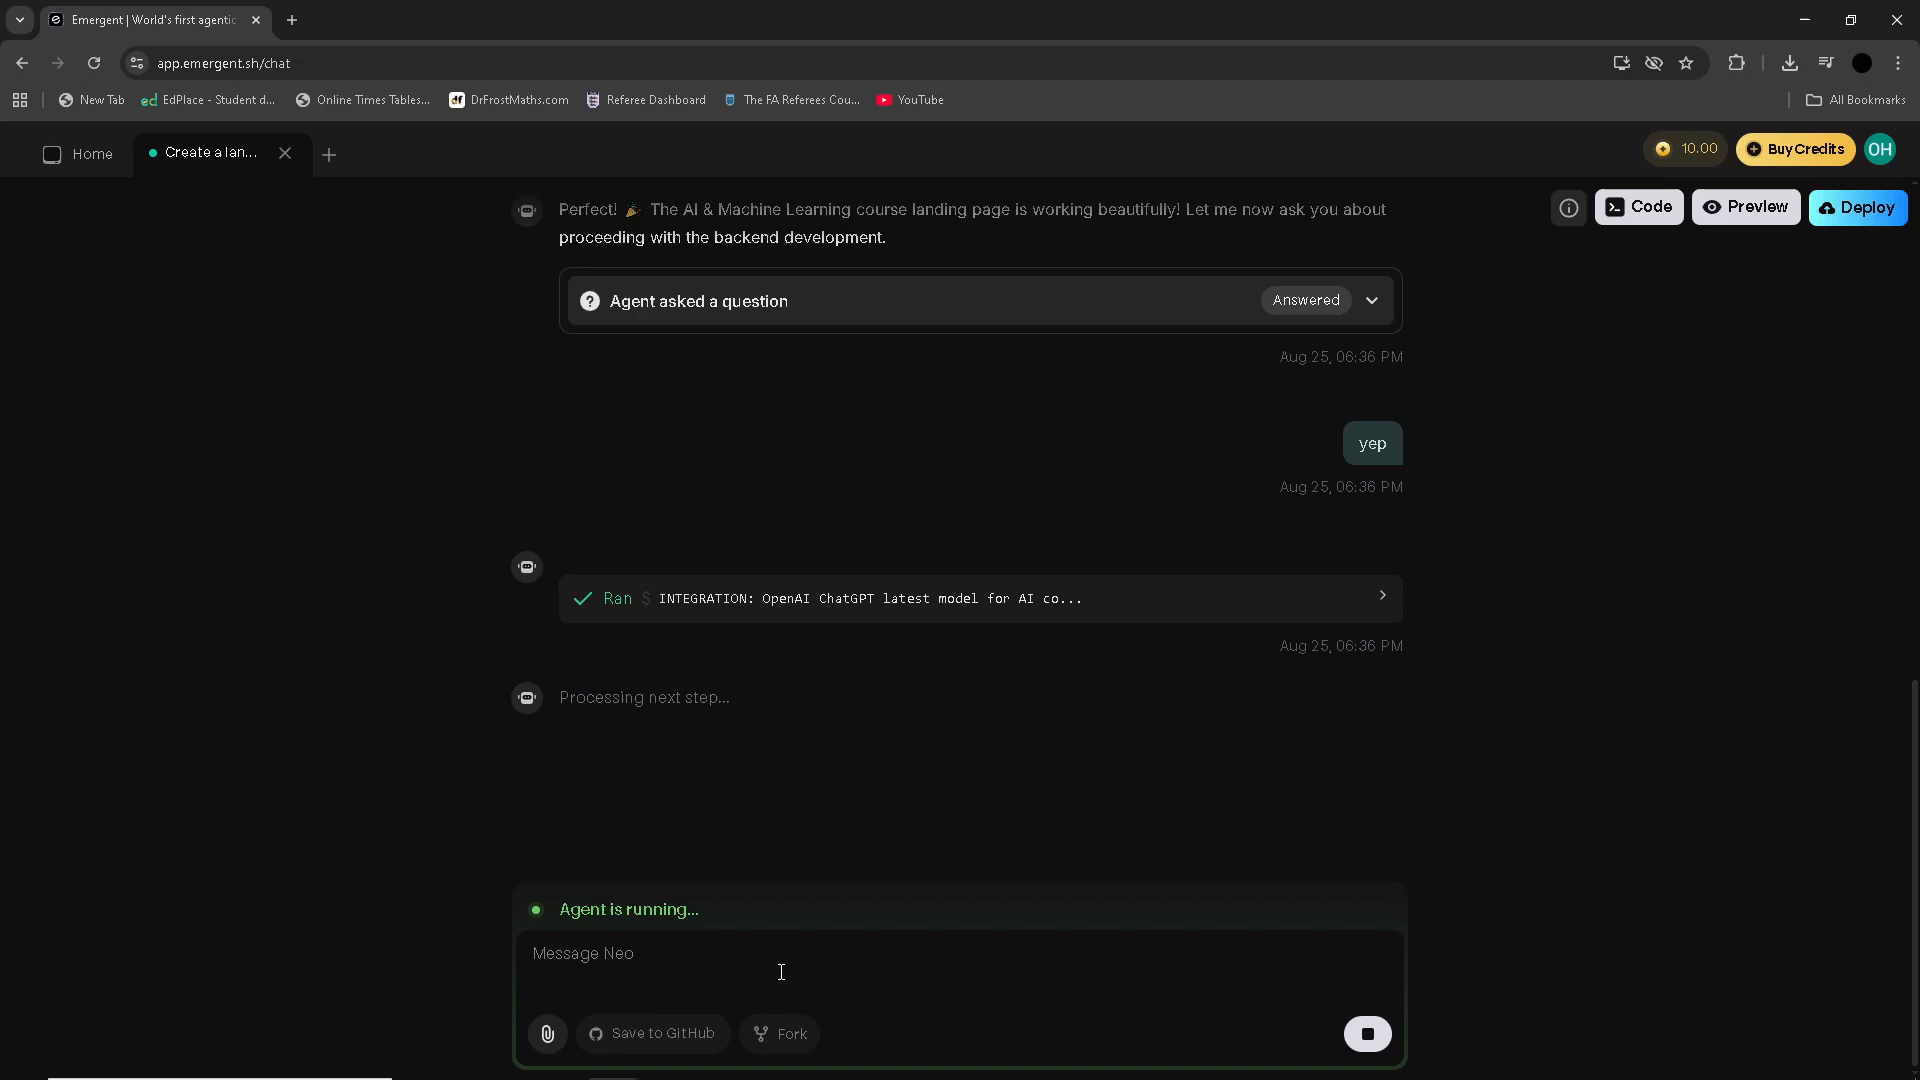 Emergent | World's first agentic
app.emergent.sh/chat
New Tab
EdPlace - Student d...
Online Times Tables...
DrFrostMaths.com
Referee Dashboard
The FA Referees Cou...
YouTube
All Bookmarks
Home
Create a lan...
10.00
Buy Credits
OH
Perfect! 🎉 The AI & Machine Learning course landing page is working beautifully! Let me now ask you about
proceeding with the backend development.
Code
Preview
Deploy
Agent asked a question
Answered
Aug 25, 06:36 PM
yep
Aug 25, 06:36 PM
Ran $ INTEGRATION: OpenAI ChatGPT latest model for AI co...
Aug 25, 06:36 PM
Processing next step...
Agent is running...
Message Neo
Save to GitHub
Fork